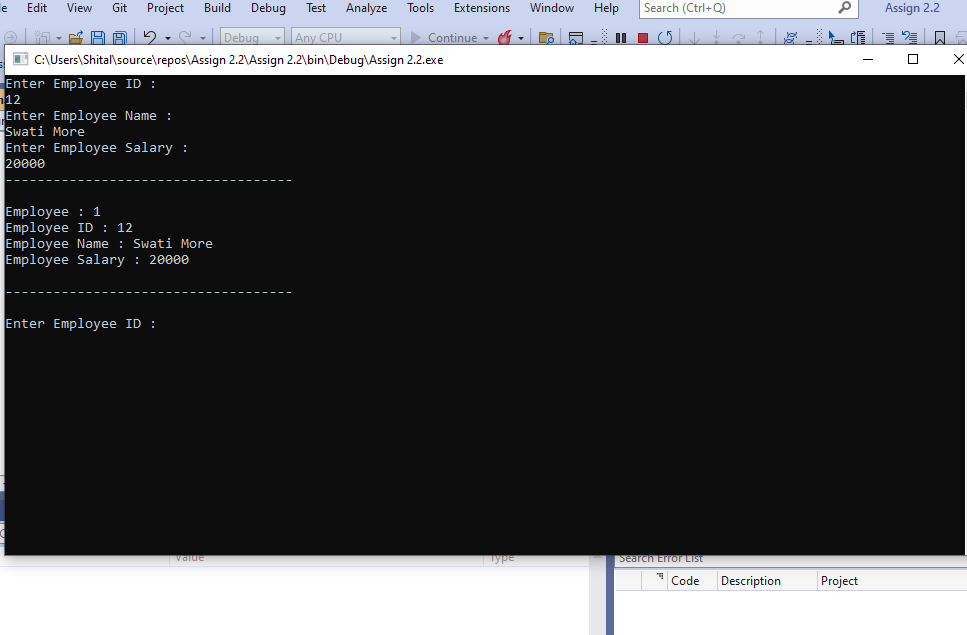 Edit View Git Project Build Debug Test Analyze Tools Extensions Window Help Search (Ctrl+Q) Assign 2.2
Debug Any CPU Continue
C:\Users\Shital\source\repos\Assign 2.2\Assign 2.2\bin\Debug\Assign 2.2.exe
Enter Employee ID :
12
Enter Employee Name :
Swati More
Enter Employee Salary :
20000
------------------------------------
Employee : 1
Employee ID : 12
Employee Name : Swati More
Employee Salary : 20000
------------------------------------
Enter Employee ID :
Value Type Search Error List
Code Description Project